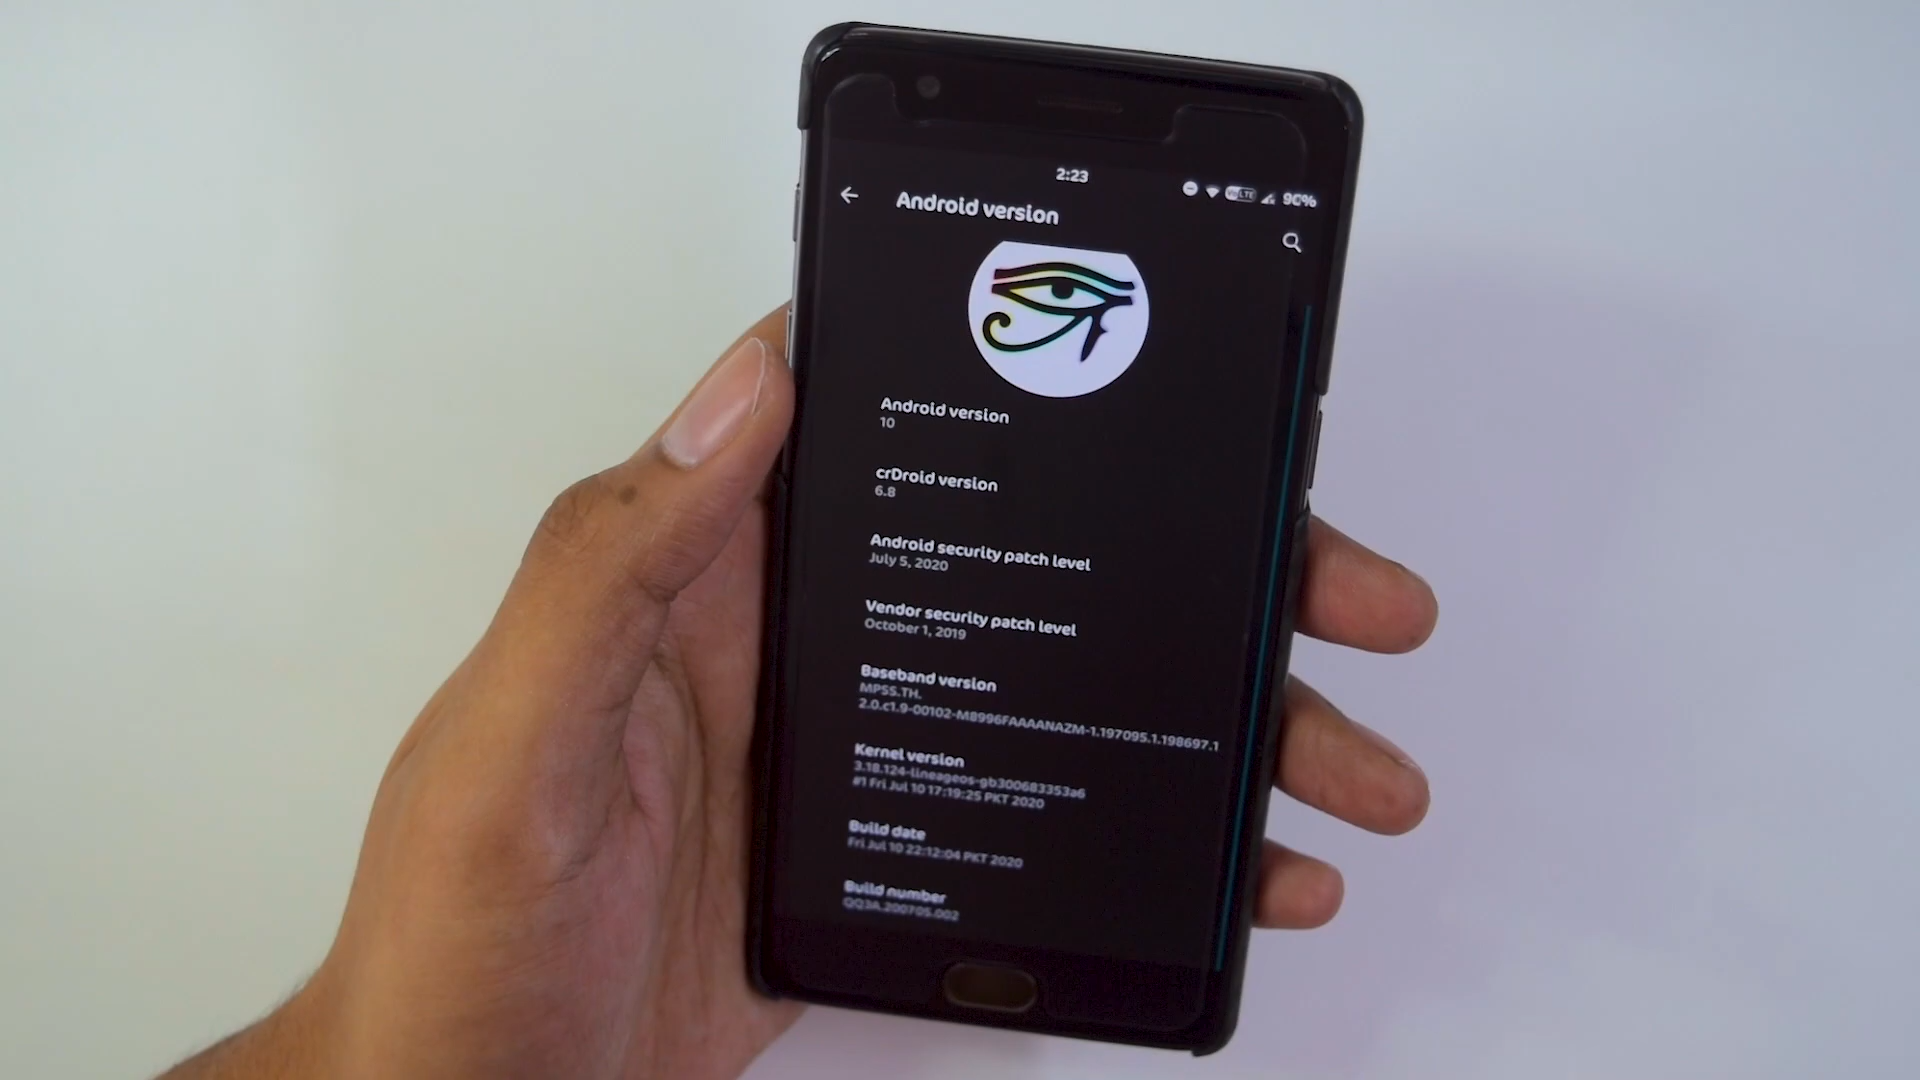 2:23
VoLTE
90%
Android version
Android version
10
crDroid version
6.8
Android security patch level
July 5, 2020
Vendor security patch level
October 1, 2019
Baseband version
MPSS.TH.
2.0.c1.9-00102-M8996FAAAANAZM-1.197095.1.198697.1
Kernel version
3.18.124-lineageos-gb300683353a6
#1 Fri Jul 10 17:19:25 PKT 2020
Build date
Fri Jul 10 22:12:04 PKT 2020
Build number
QQ3A.200705.002